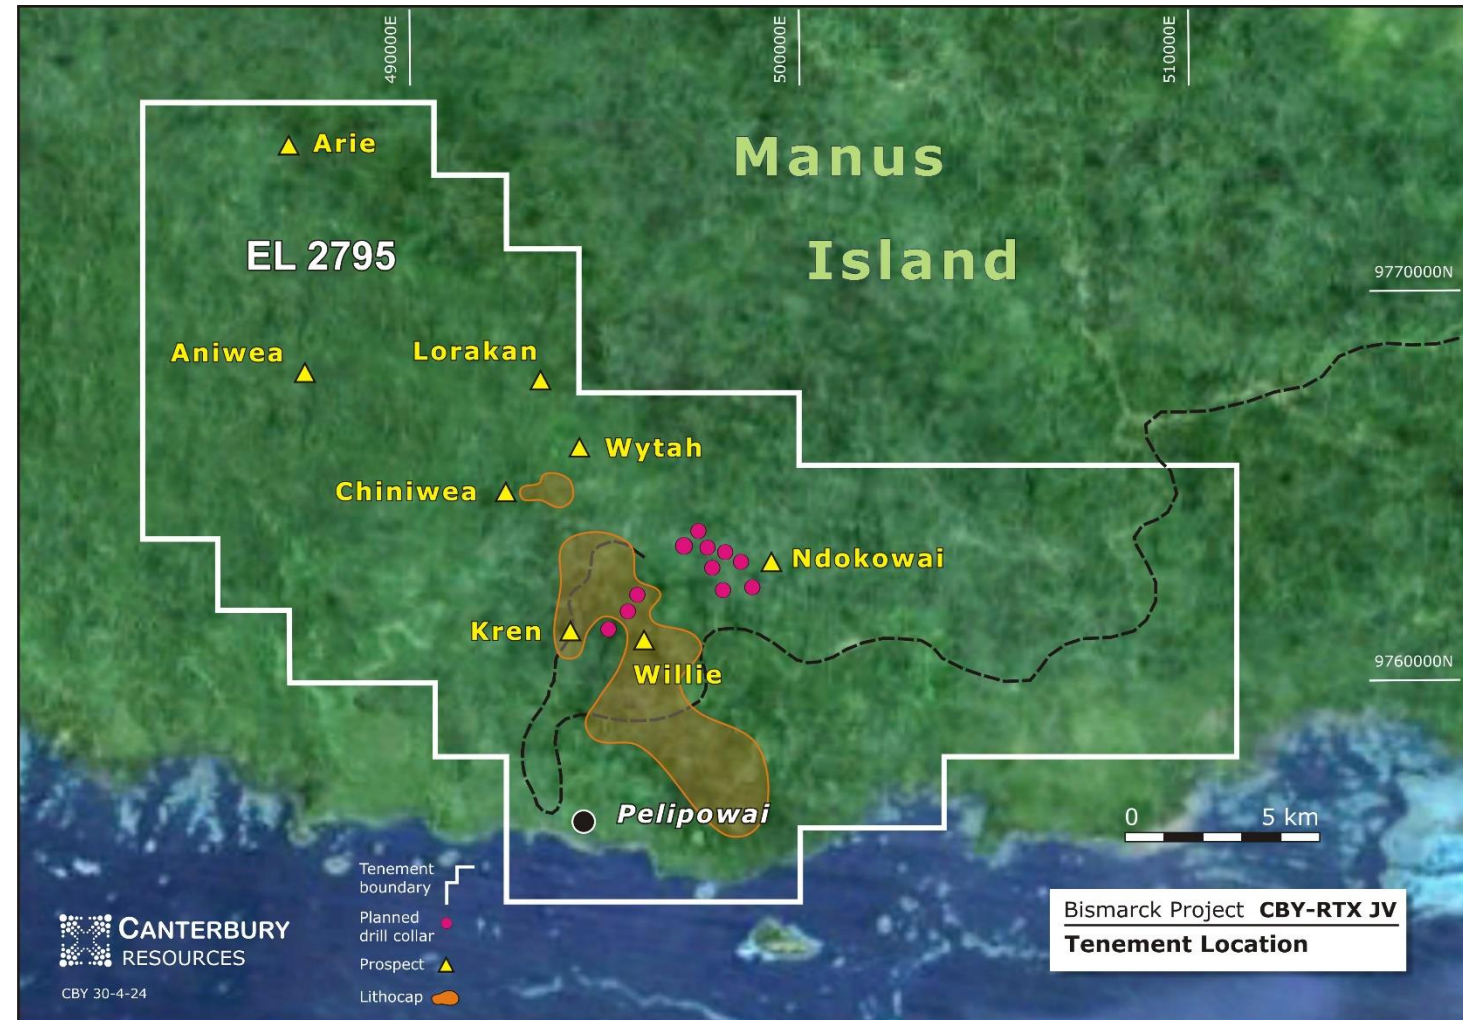 490000E
500000E
510000E
Arie
Manus
EL 2795
Island
9770000N
Aniwea
Lorakan
Wytah
Chiniwea
Ndokowai
Kren
Willie
9760000N
Pelipowai
0 5 km
Tenement
boundary
Planned
drill collar
Prospect
Lithocap
CANTERBURY
RESOURCES
CBY 30-4-24
Bismarck Project CBY-RTX JV
Tenement Location